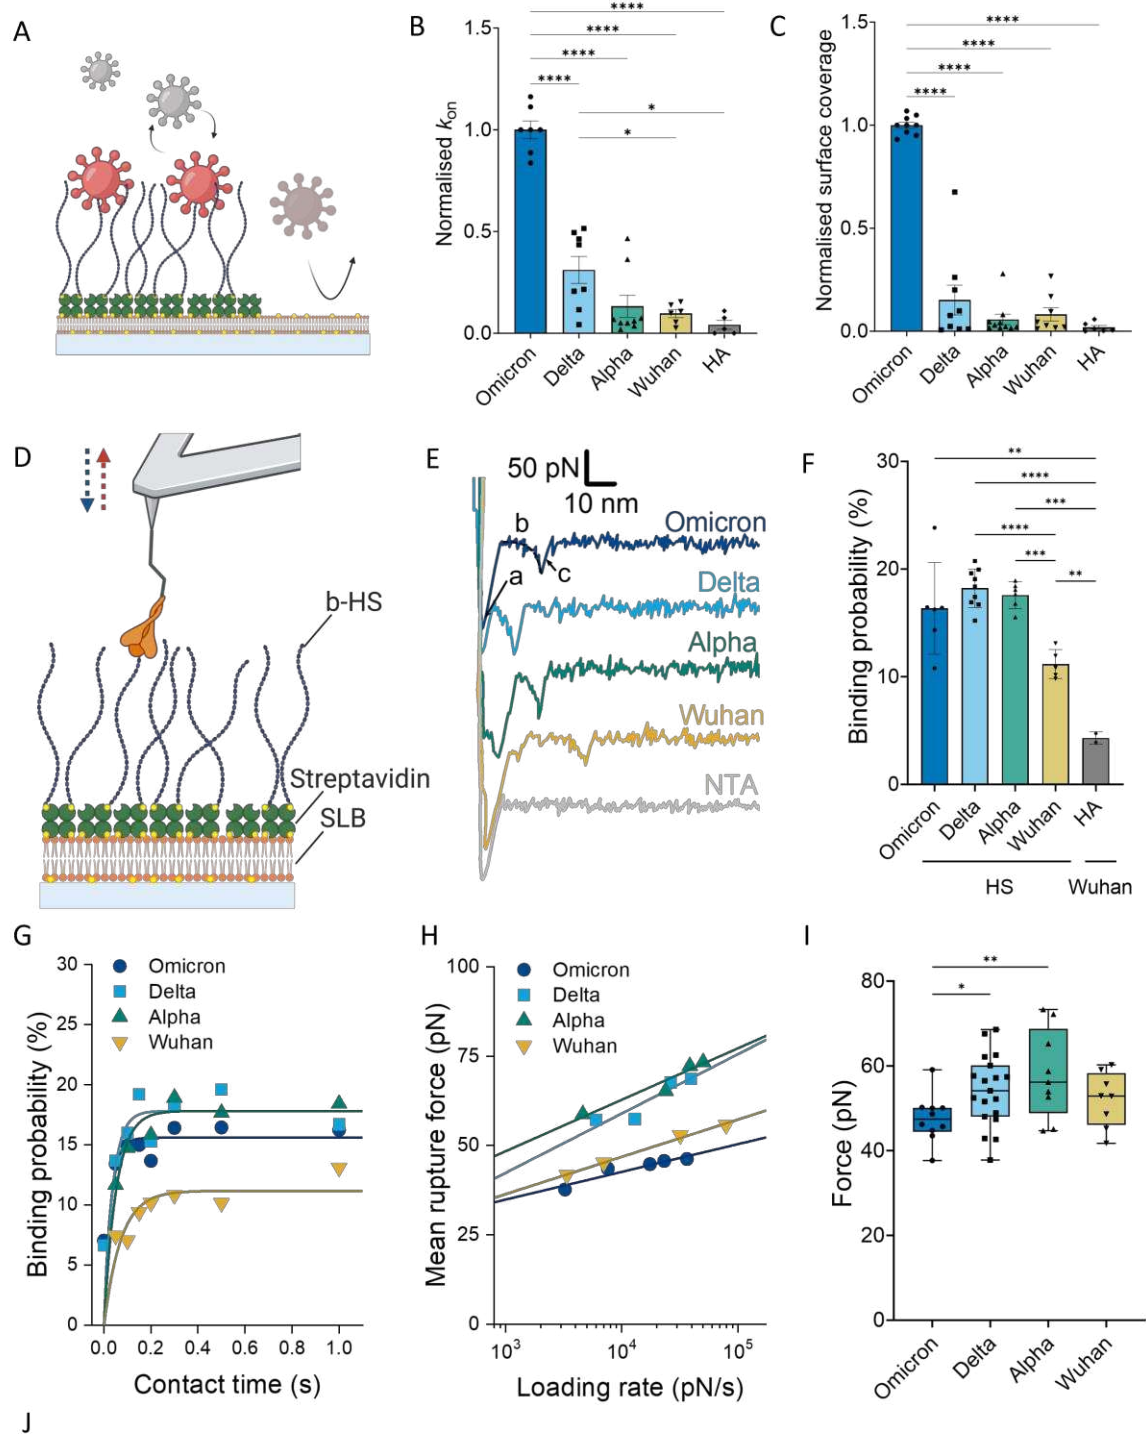 A
B
Normalised kon
1.5
1.0
0.5
0.0
****
****
****
****
*
*
Omicron
Delta
Alpha
Wuhan
HA
C
Normalised surface coverage
1.5
1.0
0.5
0.0
****
****
****
****
Omicron
Delta
Alpha
Wuhan
HA
D
b-HS
Streptavidin
SLB
E
50 pN
10 nm
Omicron
b
a
c
Delta
Alpha
Wuhan
NTA
F
Binding probability (%)
30
20
10
0
**
****
***
****
***
**
Omicron
Delta
Alpha
Wuhan
HA
HS
Wuhan
G
Omicron
Delta
Alpha
Wuhan
Binding probability (%)
30
25
20
15
10
5
0
0.0
0.2
0.4
0.6
0.8
1.0
Contact time (s)
H
Omicron
Delta
Alpha
Wuhan
Mean rupture force (pN)
100
75
50
25
0
10³
10⁴
10⁵
Loading rate (pN/s)
I
Force (pN)
80
60
40
20
0
**
*
Omicron
Delta
Alpha
Wuhan
J